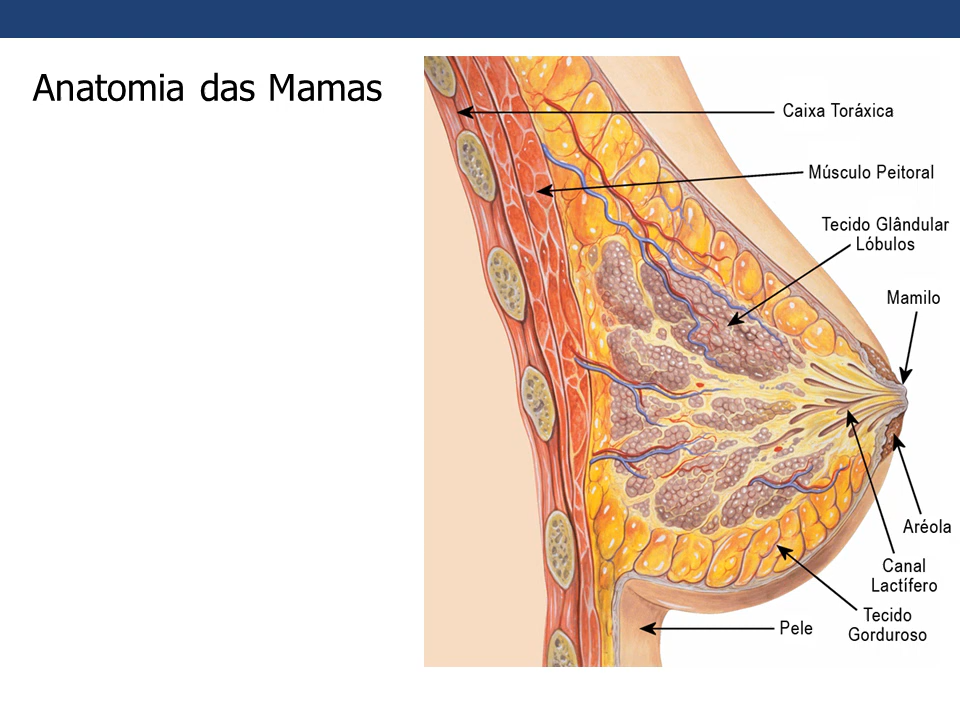 Anatomia das Mamas
Caixa Toráxica
Músculo Peitoral
Tecido Glândular
Lóbulos
Mamilo
Aréola
Canal
Lactífero
Tecido
Gorduroso
Pele